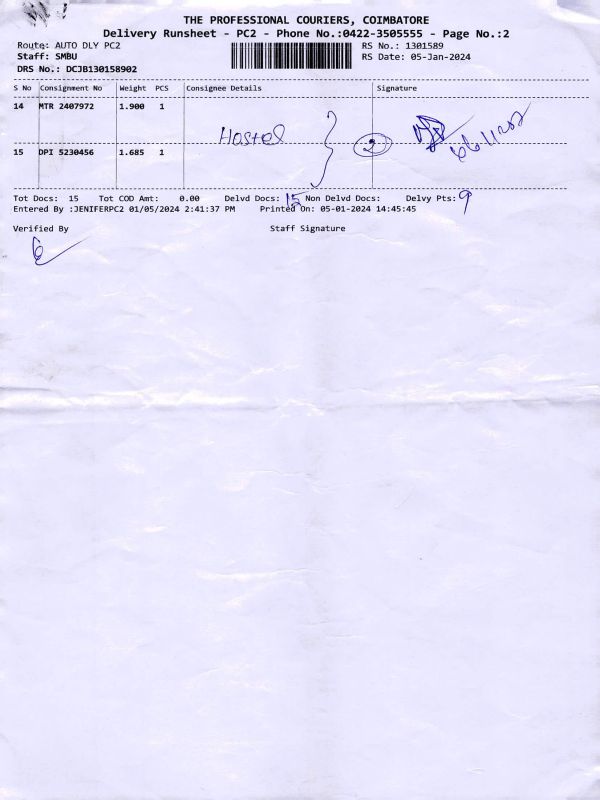 THE PROFESSIONAL COURIERS, COIMBATORE
Delivery Runsheet - PC2 - Phone No.:0422-3505555 - Page No.:2
Route: AUTO DLY PC2 RS No.: 1301589
Staff: SMBU RS Date: 05-Jan-2024
DRS No.: DCJB130158902
S No Consignment No Weight PCS Consignee Details Signature
14 MTR 2407972 1.900 1
Hostel 2
15 DPI 5230456 1.685 1
Tot Docs: 15 Tot COD Amt: 0.00 Delvd Docs: 15 Non Delvd Docs: Delvy Pts: 9
Entered By :JENIFERPC2 01/05/2024 2:41:37 PM Printed On: 05-01-2024 14:45:45
Verified By Staff Signature